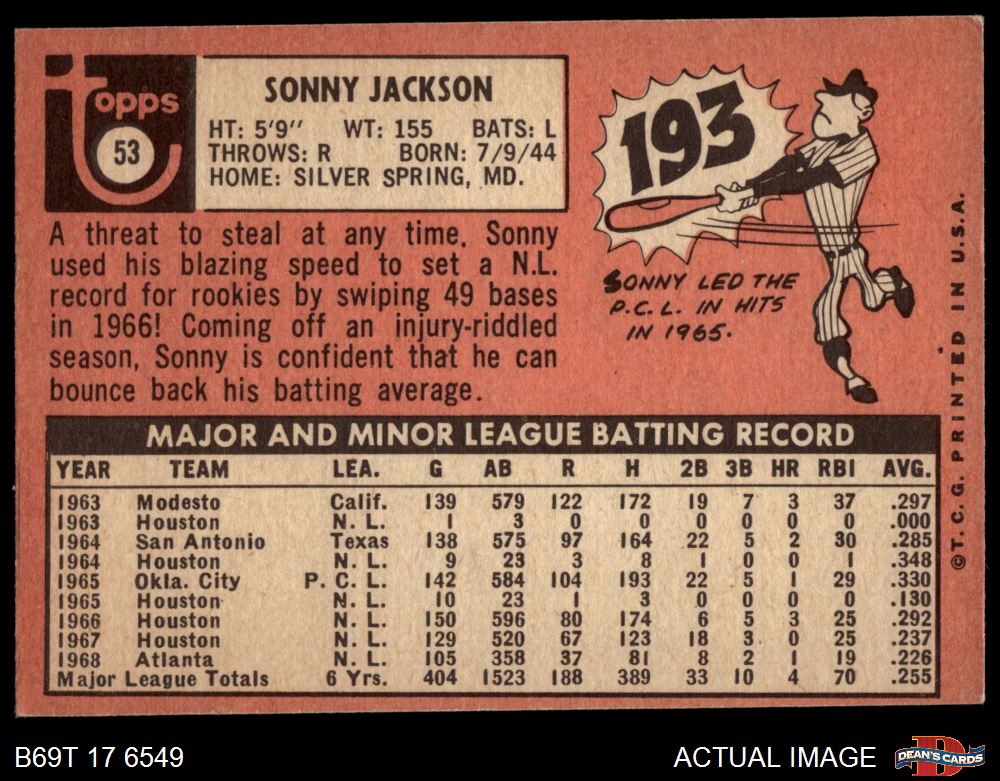 topps
53
SONNY JACKSON
HT: 5'9" WT: 155 BATS: L
THROWS: R BORN: 7/9/44
HOME: SILVER SPRING, MD.
A threat to steal at any time, Sonny
used his blazing speed to set a N.L.
record for rookies by swiping 49 bases
in 1966! Coming off an injury-riddled
season, Sonny is confident that he can
bounce back his batting average.
193
SONNY LED THE
P.C.L. IN HITS
IN 1965.
©T.C.G. PRINTED IN U.S.A.
MAJOR AND MINOR LEAGUE BATTING RECORD
YEAR TEAM LEA. G AB R H 2B 3B HR RBI AVG.
1963 Modesto Calif. 139 579 122 172 19 7 3 37 .297
1963 Houston N. L. 1 3 0 0 0 0 0 0 .000
1964 San Antonio Texas 138 575 97 164 22 5 2 30 .285
1964 Houston N. L. 9 23 3 8 1 0 0 1 .348
1965 Okla. City P. C. L. 142 584 104 193 22 5 1 29 .330
1965 Houston N. L. 10 23 1 3 0 0 0 0 .130
1966 Houston N. L. 150 596 80 174 6 5 3 25 .292
1967 Houston N. L. 129 520 67 123 18 3 0 25 .237
1968 Atlanta N. L. 105 358 37 81 8 2 1 19 .226
Major League Totals 6 Yrs. 404 1523 188 389 33 10 4 70 .255
B69T 17 6549
ACTUAL IMAGE
D
DEAN'S CARDS